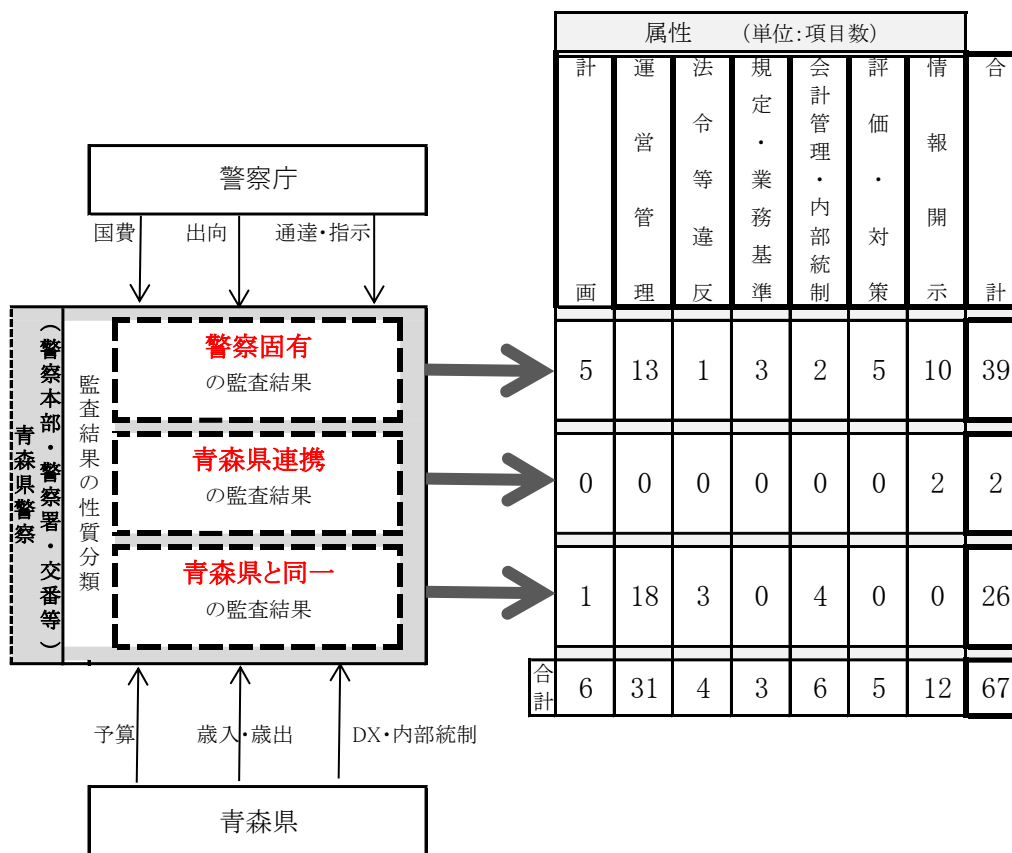 属性　（単位：項目数）
計画
運営管理
法令等違反
規定・業務基準
会計管理・内部統制
評価・対策
情報開示
合計
警察庁
国費　出向　通達・指示
青森県警察
（警察本部・警察署・交番等）
監査結果の性質分類
警察固有
の監査結果
5 13 1 3 2 5 10 39
青森県連携
の監査結果
0 0 0 0 0 0 2 2
青森県と同一
の監査結果
1 18 3 0 4 0 0 26
合計 6 31 4 3 6 5 12 67
予算　歳入・歳出　DX・内部統制
青森県